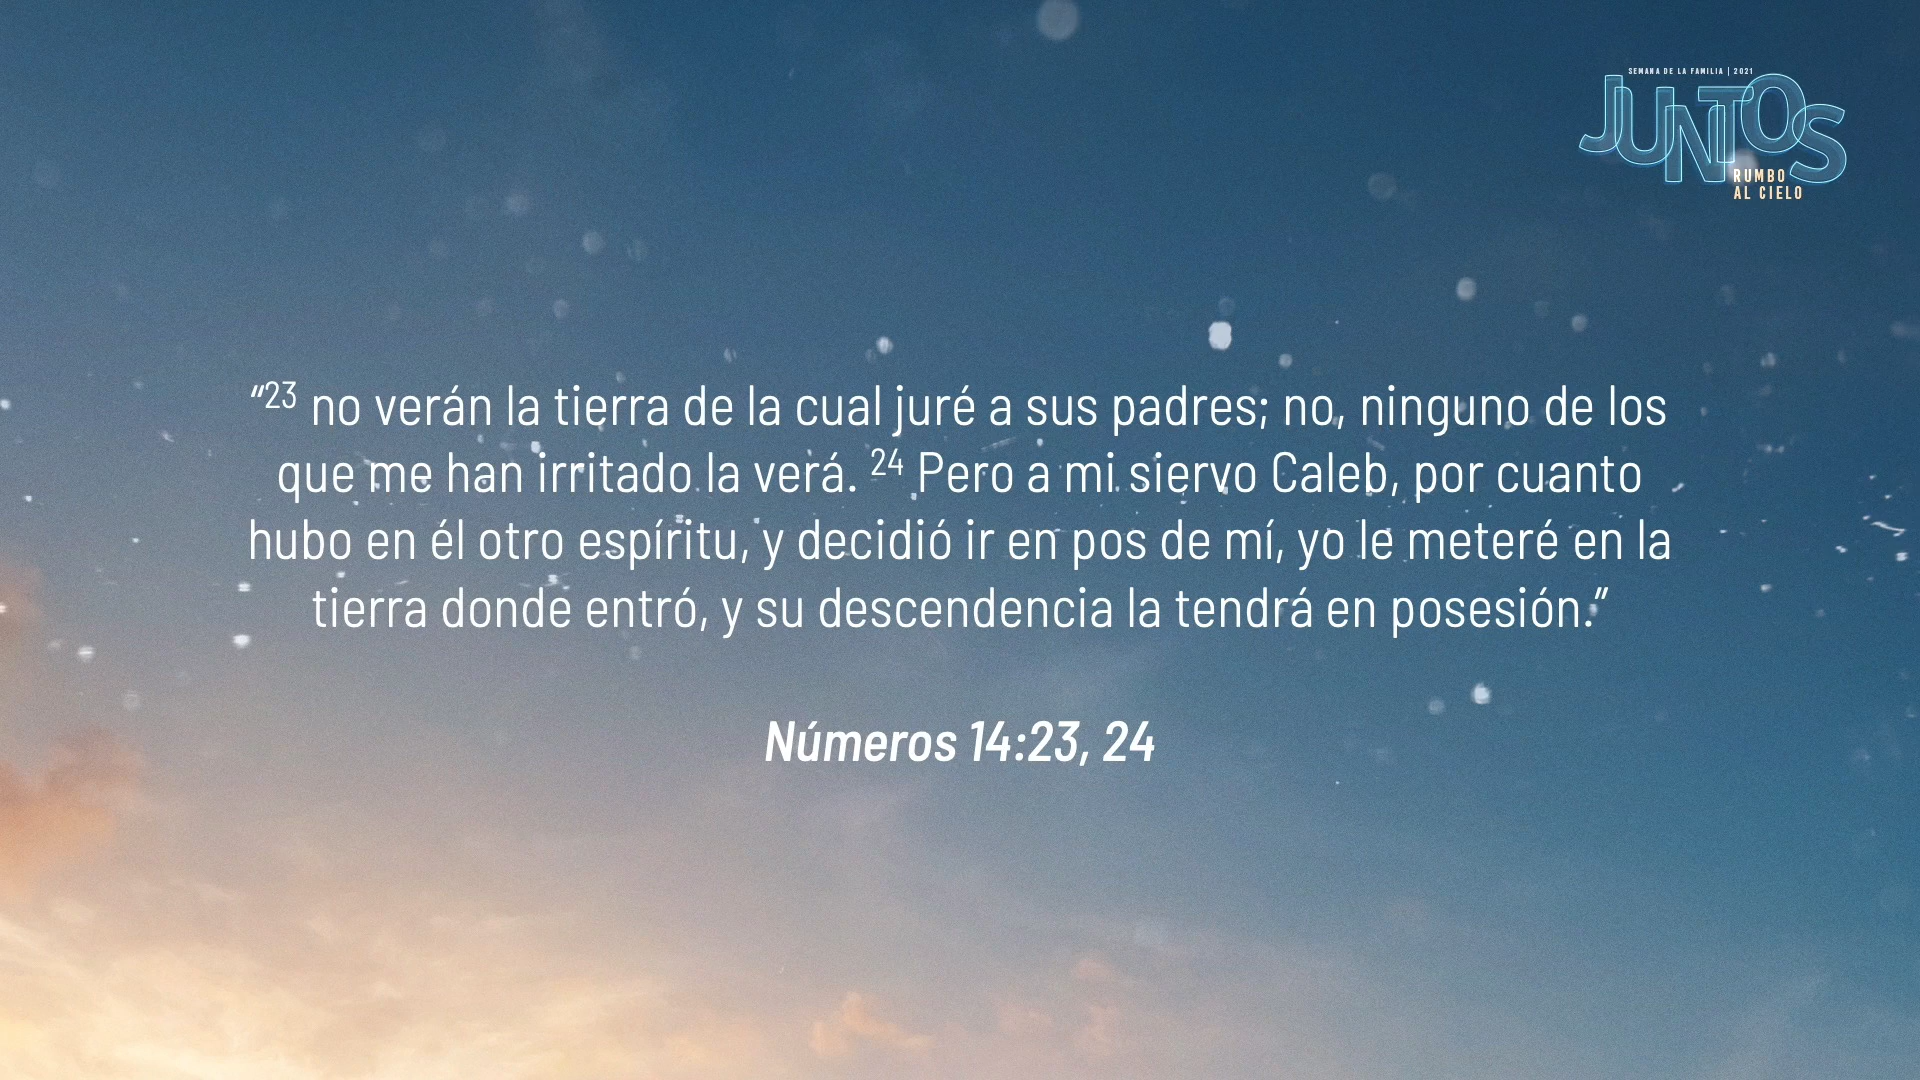 SEMANA DE LA FAMILIA | 2021
JUNTOS
RUMBO
AL CIELO
“23 no verán la tierra de la cual juré a sus padres; no, ninguno de los
que me han irritado la verá. 24 Pero a mi siervo Caleb, por cuanto
hubo en él otro espíritu, y decidió ir en pos de mí, yo le meteré en la
tierra donde entró, y su descendencia la tendrá en posesión.”
Números 14:23, 24